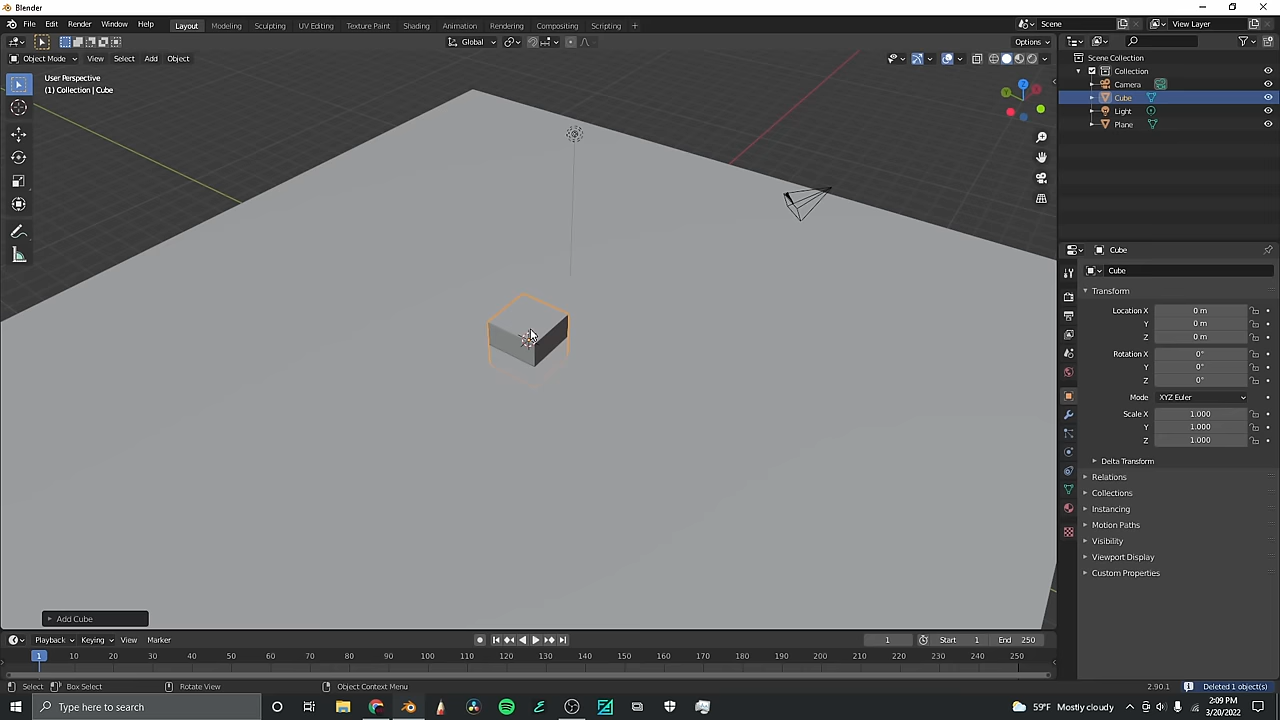 Blender
File Edit Render Window Help Layout Modeling Sculpting UV Editing Texture Paint Shading Animation Rendering Compositing Scripting + Scene View Layer
Global Options
Object Mode View Select Add Object
User Perspective
(1) Collection | Cube
Scene Collection
Collection
Camera
Cube
Light
Plane
Cube
Cube
Transform
Location X 0 m
Y 0 m
Z 0 m
Rotation X 0°
Y 0°
Z 0°
Mode XYZ Euler
Scale X 1.000
Y 1.000
Z 1.000
Delta Transform
Relations
Collections
Instancing
Motion Paths
Visibility
Viewport Display
Custom Properties
Add Cube
Playback Keying View Marker 1 Start 1 End 250
1 10 20 30 40 50 60 70 80 90 100 110 120 130 140 150 160 170 180 190 200 210 220 230 240 250
Select Box Select Rotate View Object Context Menu 2.90.1 Deleted 1 object(s)
Type here to search 59°F Mostly cloudy 2:09 PM
3/20/2022